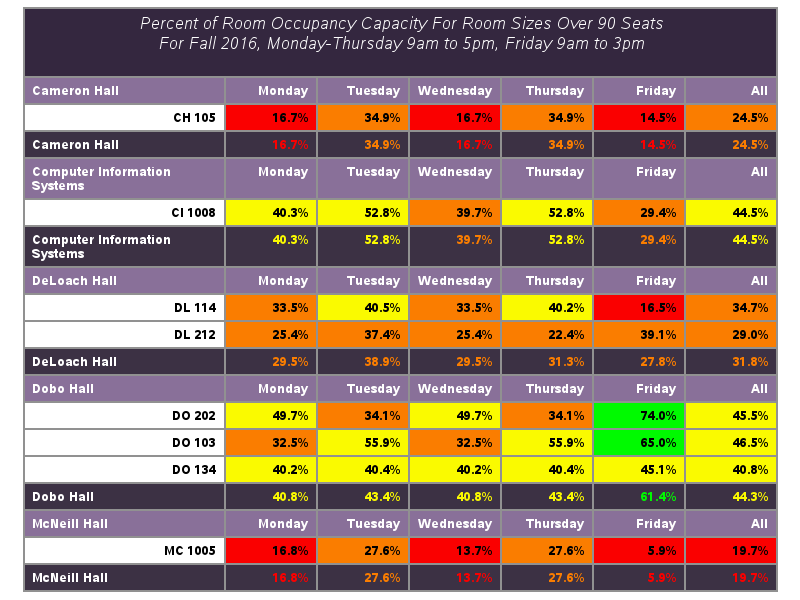 Percent of Room Occupancy Capacity For Room Sizes Over 90 Seats
For Fall 2016, Monday-Thursday 9am to 5pm, Friday 9am to 3pm
Cameron Hall Monday Tuesday Wednesday Thursday Friday All
CH 105 16.7% 34.9% 16.7% 34.9% 14.5% 24.5%
Cameron Hall 16.7% 34.9% 16.7% 34.9% 14.5% 24.5%
Computer Information Monday Tuesday Wednesday Thursday Friday All
Systems
CI 1008 40.3% 52.8% 39.7% 52.8% 29.4% 44.5%
Computer Information 40.3% 52.8% 39.7% 52.8% 29.4% 44.5%
Systems
DeLoach Hall Monday Tuesday Wednesday Thursday Friday All
DL 114 33.5% 40.5% 33.5% 40.2% 16.5% 34.7%
DL 212 25.4% 37.4% 25.4% 22.4% 39.1% 29.0%
DeLoach Hall 29.5% 38.9% 29.5% 31.3% 27.8% 31.8%
Dobo Hall Monday Tuesday Wednesday Thursday Friday All
DO 202 49.7% 34.1% 49.7% 34.1% 74.0% 45.5%
DO 103 32.5% 55.9% 32.5% 55.9% 65.0% 46.5%
DO 134 40.2% 40.4% 40.2% 40.4% 45.1% 40.8%
Dobo Hall 40.8% 43.4% 40.8% 43.4% 61.4% 44.3%
McNeill Hall Monday Tuesday Wednesday Thursday Friday All
MC 1005 16.8% 27.6% 13.7% 27.6% 5.9% 19.7%
McNeill Hall 16.8% 27.6% 13.7% 27.6% 5.9% 19.7%